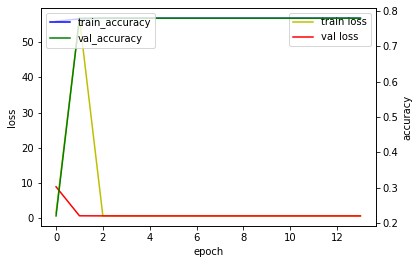 train_accuracy
val_accuracy
train loss
val loss
loss
accuracy
epoch
0 10 20 30 40 50
0.2 0.3 0.4 0.5 0.6 0.7 0.8
0 2 4 6 8 10 12